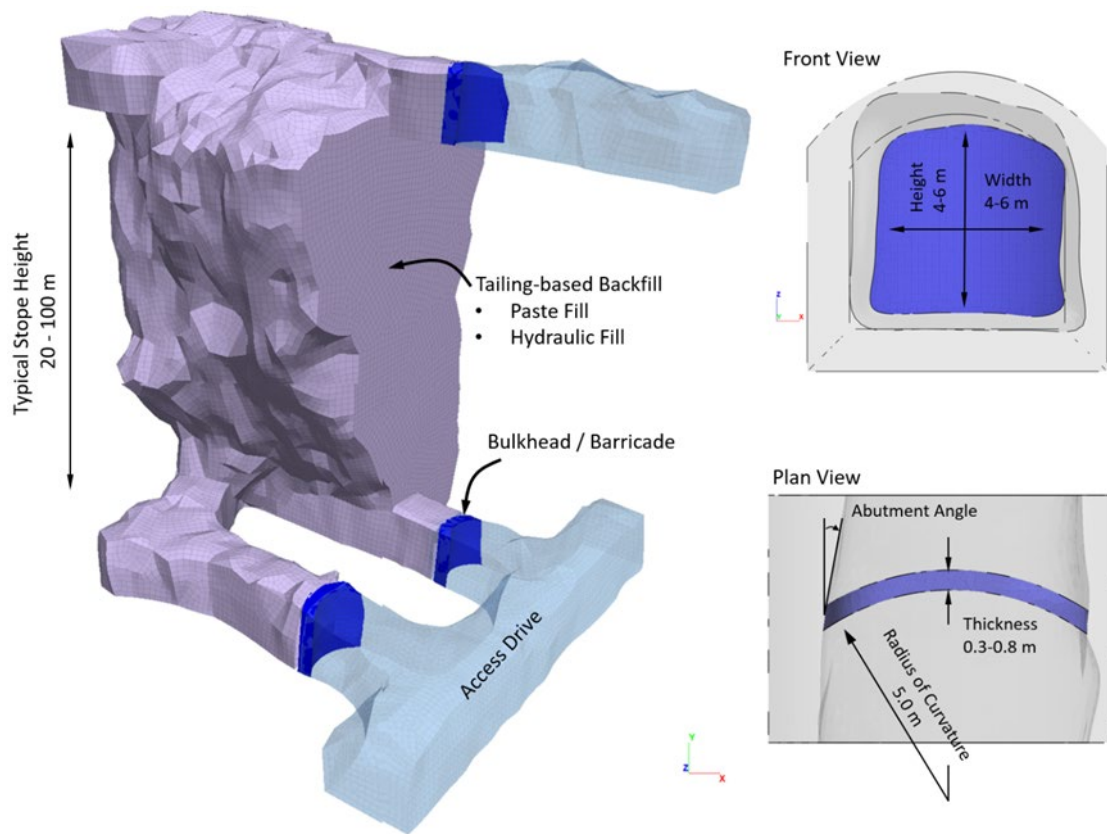 Typical Stope Height
20 - 100 m
Tailing-based Backfill
• Paste Fill
• Hydraulic Fill
Bulkhead / Barricade
Access Drive
Y
Z
X
Front View
Height
4-6 m
Width
4-6 m
Z
Y
X
Plan View
Abutment Angle
Thickness
0.3-0.8 m
Radius of Curvature
5.0 m